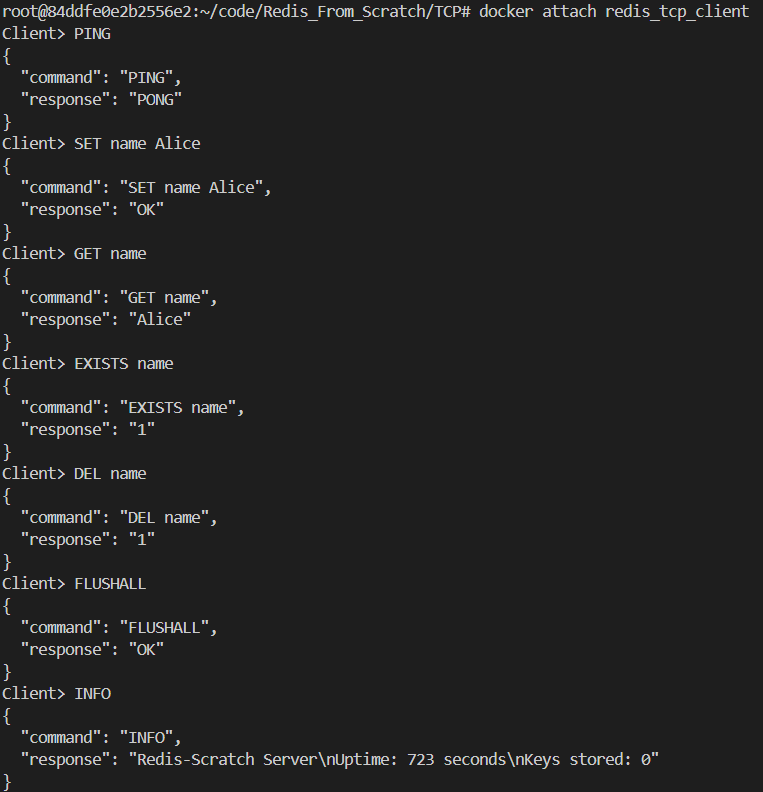 root@84ddfe0e2b2556e2:~/code/Redis_From_Scratch/TCP# docker attach redis_tcp_client
Client> PING
{
  "command": "PING",
  "response": "PONG"
}
Client> SET name Alice
{
  "command": "SET name Alice",
  "response": "OK"
}
Client> GET name
{
  "command": "GET name",
  "response": "Alice"
}
Client> EXISTS name
{
  "command": "EXISTS name",
  "response": "1"
}
Client> DEL name
{
  "command": "DEL name",
  "response": "1"
}
Client> FLUSHALL
{
  "command": "FLUSHALL",
  "response": "OK"
}
Client> INFO
{
  "command": "INFO",
  "response": "Redis-Scratch Server\nUptime: 723 seconds\nKeys stored: 0"
}